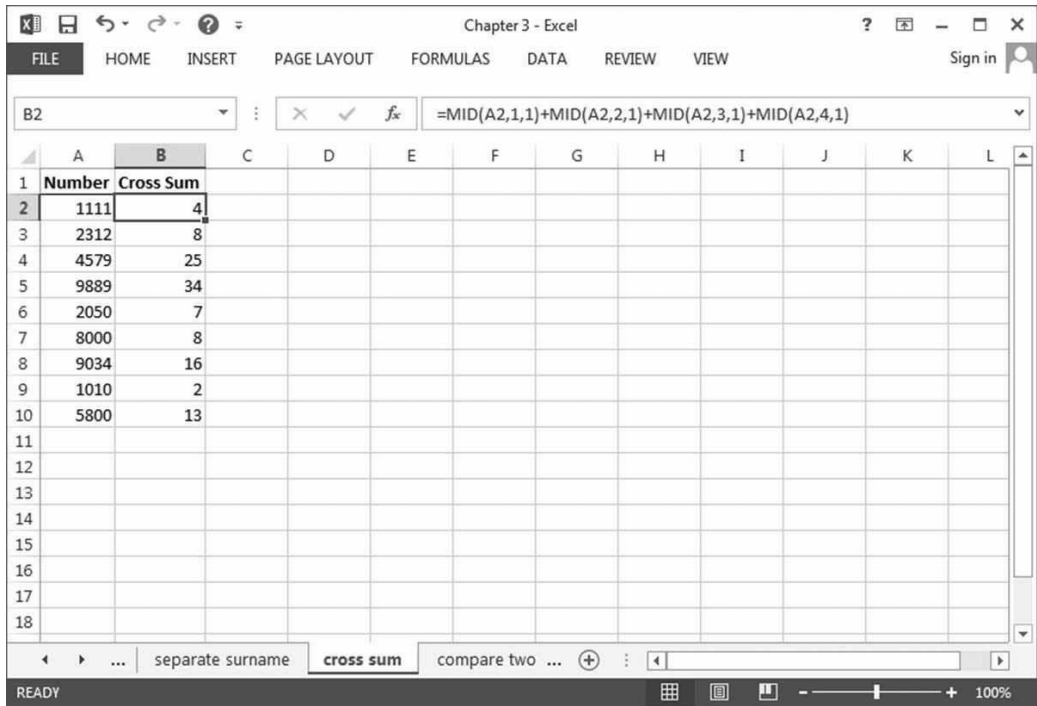 Chapter 3 - Excel ?
FILE HOME INSERT PAGE LAYOUT FORMULAS DATA REVIEW VIEW Sign in
B2 fx =MID(A2,1,1)+MID(A2,2,1)+MID(A2,3,1)+MID(A2,4,1)
A B C D E F G H I J K L
1 Number Cross Sum
2 1111 4
3 2312 8
4 4579 25
5 9889 34
6 2050 7
7 8000 8
8 9034 16
9 1010 2
10 5800 13
11
12
13
14
15
16
17
18
... separate surname cross sum compare two ...
READY 100%